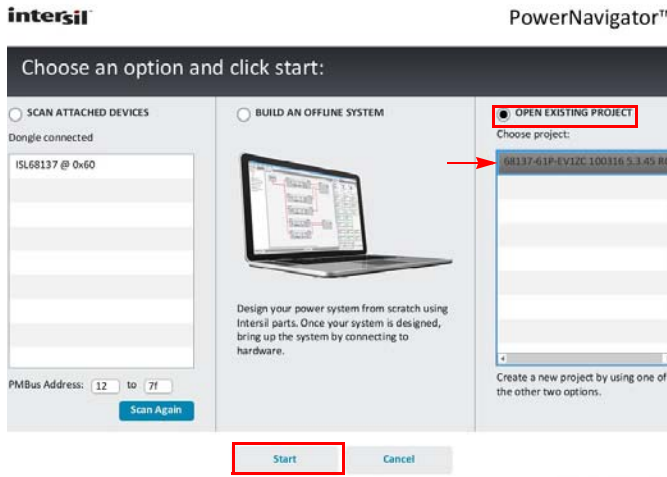 intersil
PowerNavigator™
Choose an option and click start:
SCAN ATTACHED DEVICES
Dongle connected
ISL68137 @ 0x60
PMBus Address: 12 to 7f
Scan Again
BUILD AN OFFLINE SYSTEM
Design your power system from scratch using
Intersil parts. Once your system is designed,
bring up the system by connecting to
hardware.
OPEN EXISTING PROJECT
Choose project:
68137-61P-EV1ZC 100316 5.3.45
Create a new project by using one of
the other two options.
Start
Cancel